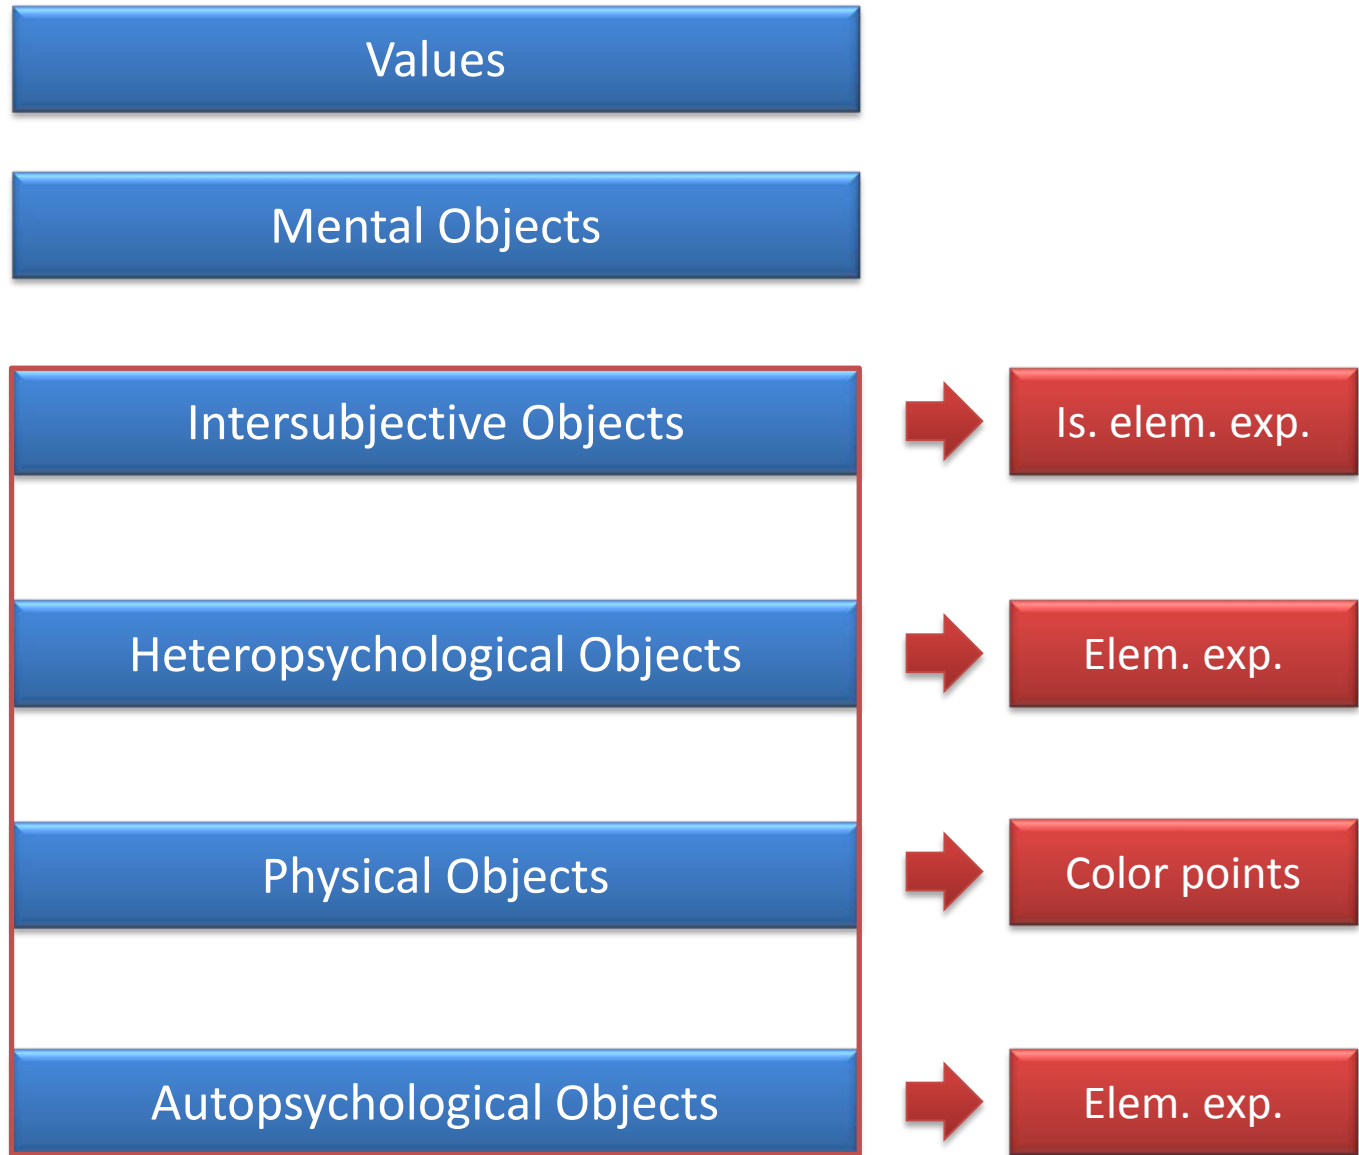 Values
Mental Objects
Intersubjective Objects
Is. elem. exp.
Heteropsychological Objects
Elem. exp.
Physical Objects
Color points
Autopsychological Objects
Elem. exp.